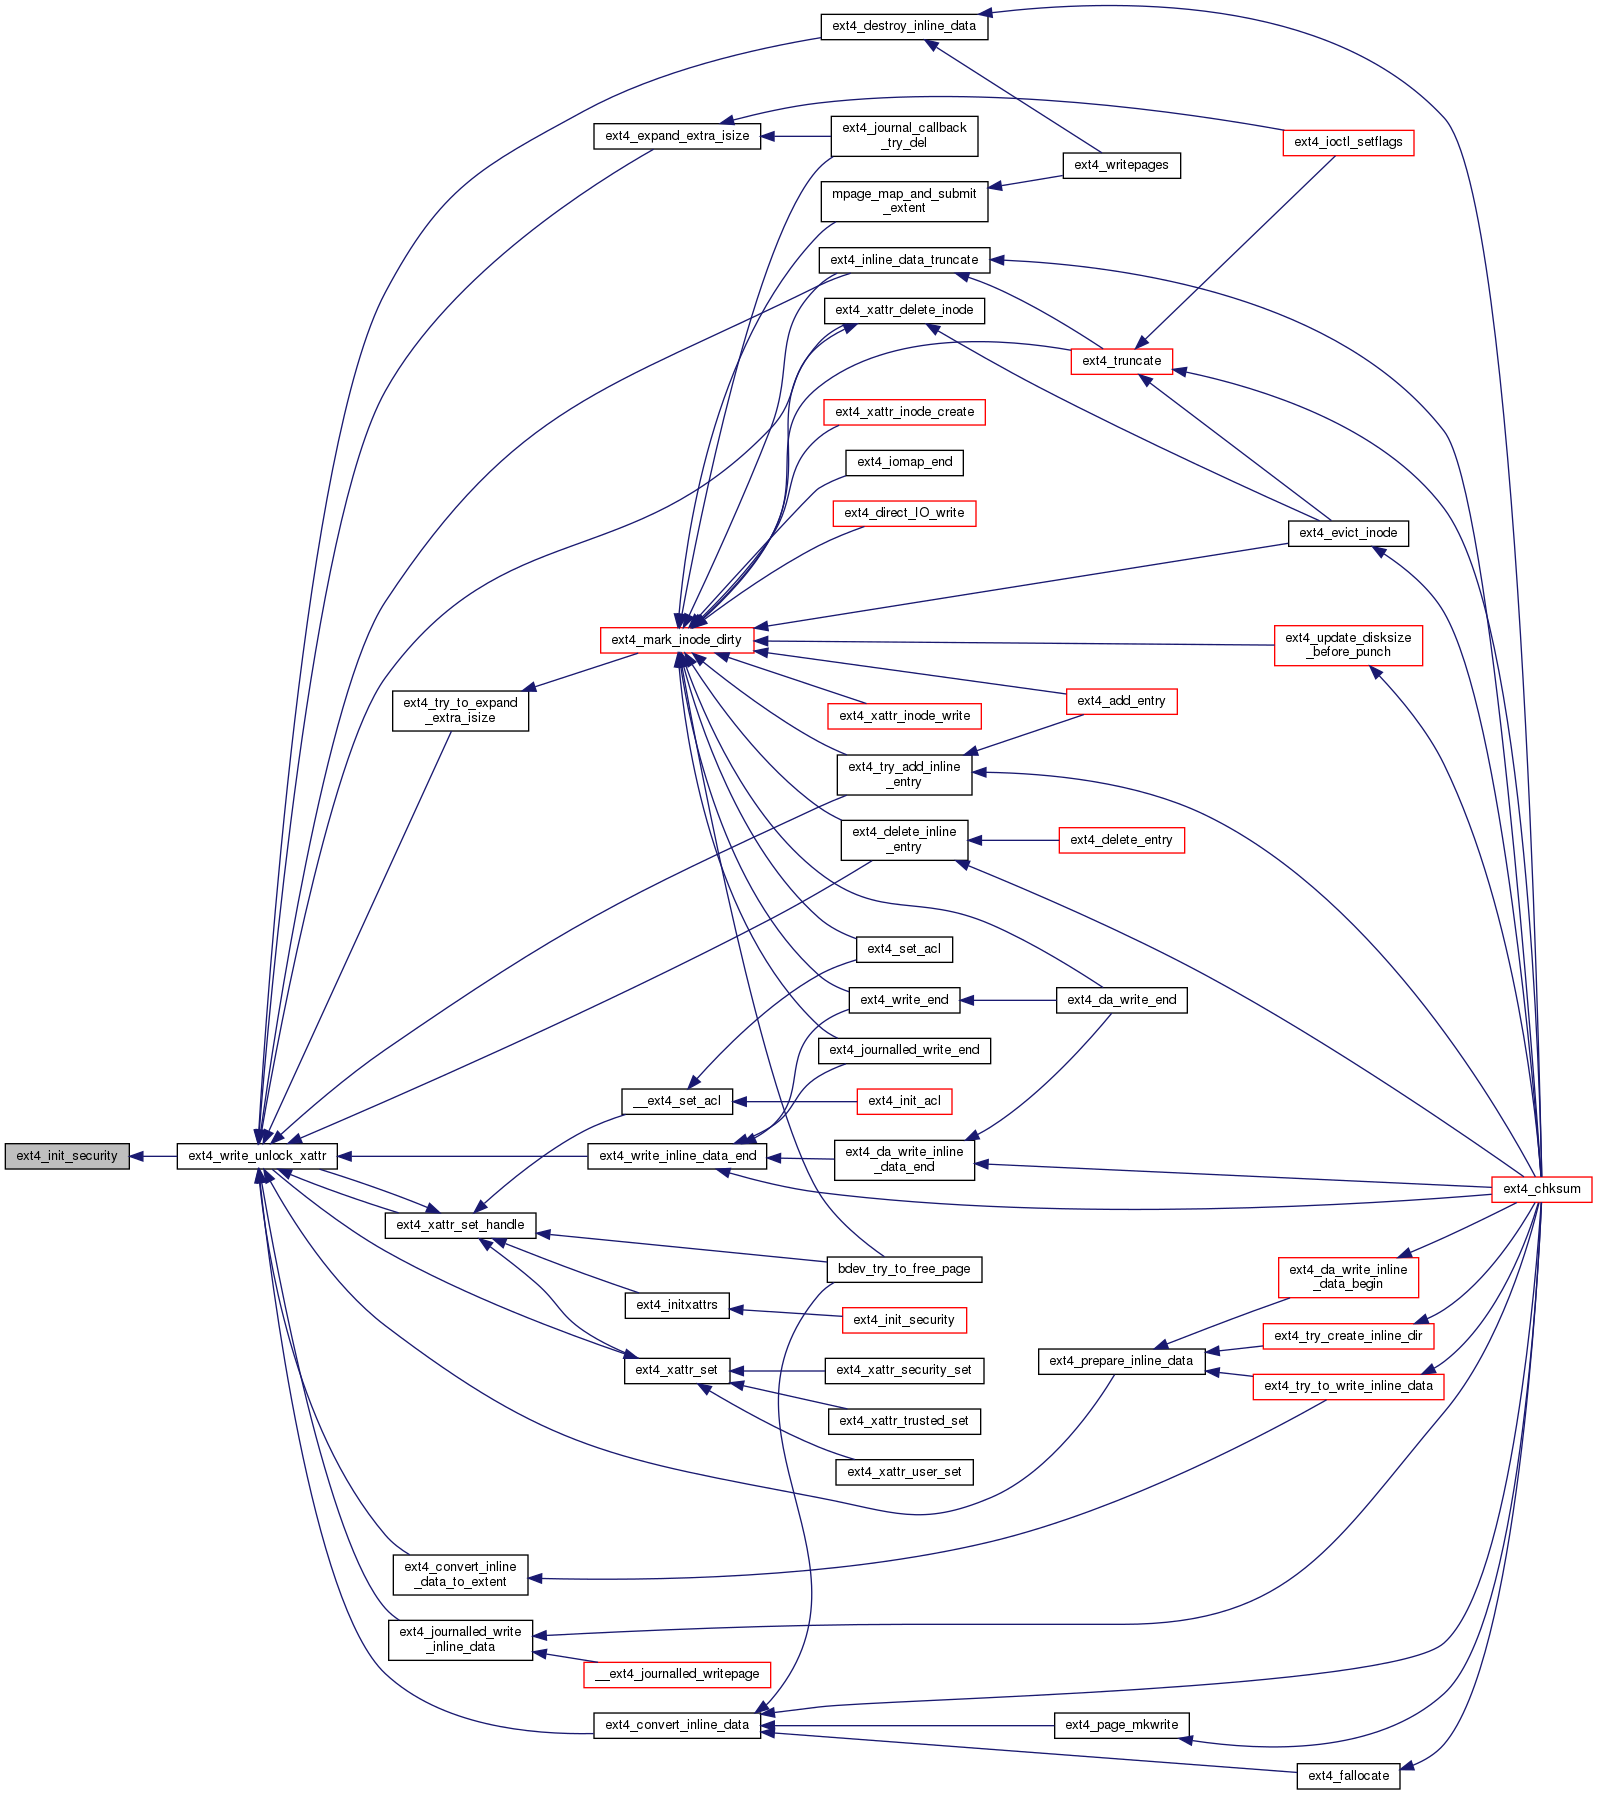 ext4_destroy_inline_data
ext4_expand_extra_isize
ext4_journal_callback
_try_del
ext4_ioctl_setflags
ext4_writepages
mpage_map_and_submit
_extent
ext4_inline_data_truncate
ext4_xattr_delete_inode
ext4_truncate
ext4_xattr_inode_create
ext4_iomap_end
ext4_direct_IO_write
ext4_evict_inode
ext4_mark_inode_dirty
ext4_update_disksize
_before_punch
ext4_try_to_expand
_extra_isize
ext4_xattr_inode_write
ext4_add_entry
ext4_try_add_inline
_entry
ext4_delete_inline
_entry
ext4_delete_entry
ext4_set_acl
ext4_write_end
ext4_da_write_end
ext4_journalled_write_end
__ext4_set_acl
ext4_init_acl
ext4_init_security
ext4_write_unlock_xattr
ext4_write_inline_data_end
ext4_da_write_inline
_data_end
ext4_chksum
ext4_xattr_set_handle
bdev_try_to_free_page
ext4_da_write_inline
_data_begin
ext4_initxattrs
ext4_init_security
ext4_try_create_inline_dir
ext4_prepare_inline_data
ext4_xattr_set
ext4_xattr_security_set
ext4_try_to_write_inline_data
ext4_xattr_trusted_set
ext4_xattr_user_set
ext4_convert_inline
_data_to_extent
ext4_journalled_write
_inline_data
__ext4_journalled_writepage
ext4_convert_inline_data
ext4_page_mkwrite
ext4_fallocate